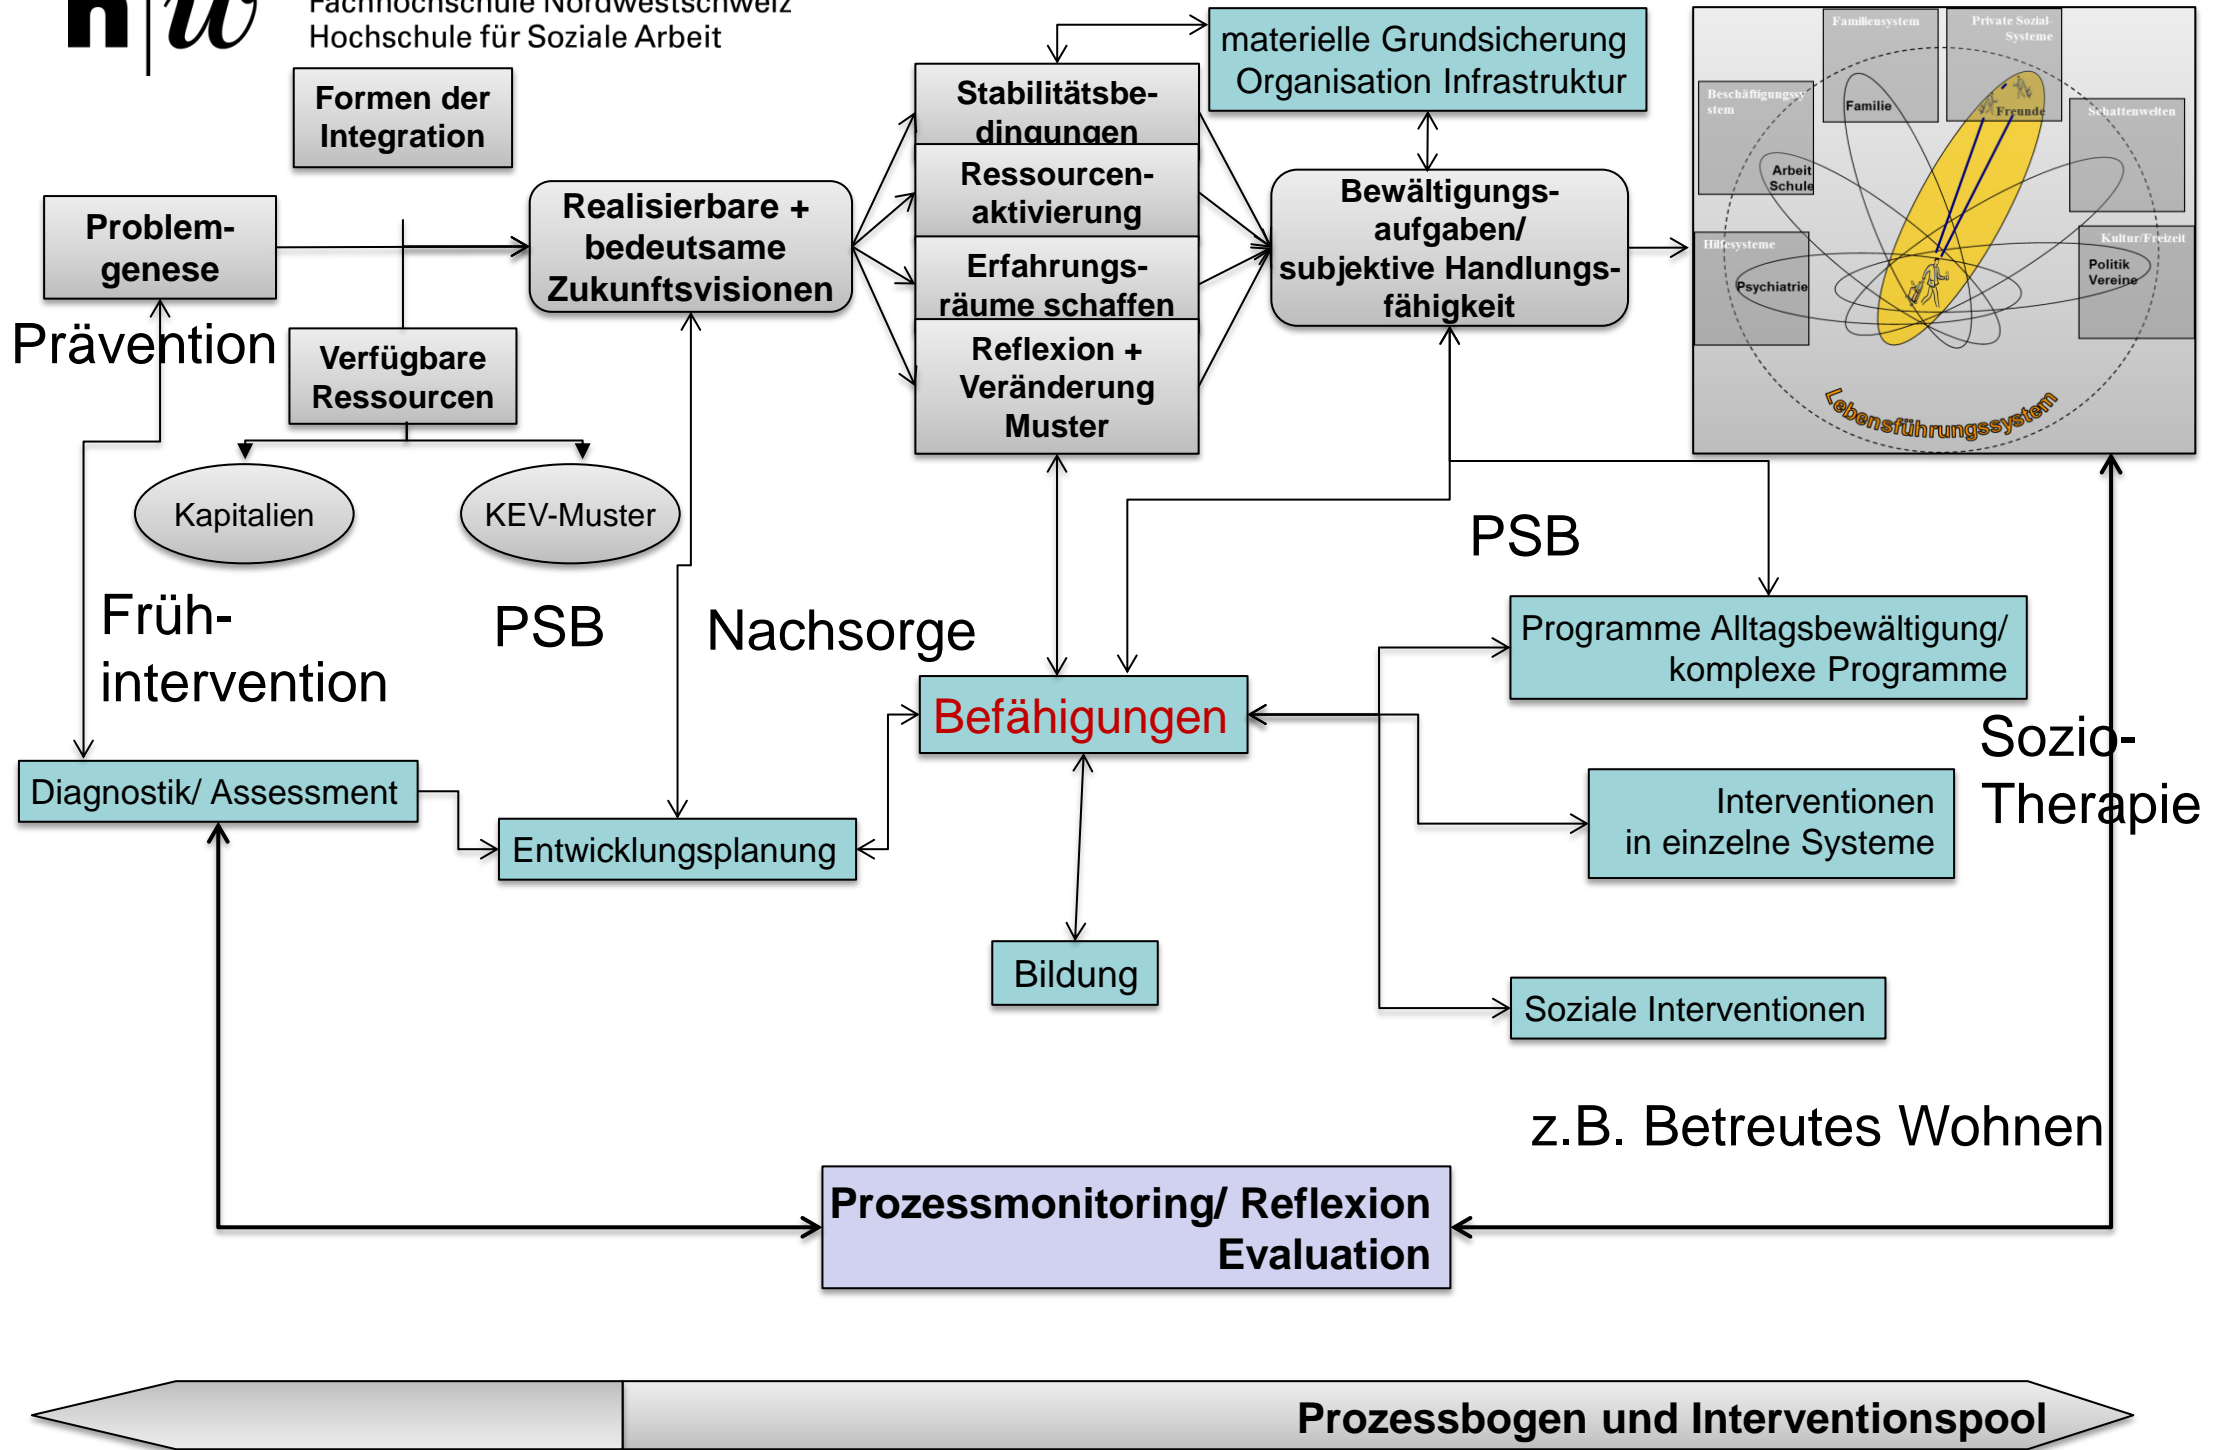 n|w
Fachhochschule Nordwestschweiz
Hochschule für Soziale Arbeit
Formen der
Integration
Problem-
genese
Prävention
Verfügbare
Ressourcen
Kapitalien
KEV-Muster
Realisierbare +
bedeutsame
Zukunftsvisionen
Stabilitätsbe-
dingungen
Ressourcen-
aktivierung
Erfahrungs-
räume schaffen
Reflexion +
Veränderung
Muster
materielle Grundsicherung
Organisation Infrastruktur
Bewältigungs-
aufgaben/
subjektive Handlungs-
fähigkeit
Familiensystem
Private Sozial-
Systeme
Beschäftigungssy
stem
Familie
Freunde
Schattenwelten
Arbeit
Schule
Hilfesysteme
Kultur/Freizeit
Psychiatrie
Politik
Vereine
Lebensführungssystem
Früh-
intervention
PSB
Nachsorge
PSB
Programme Alltagsbewältigung/
komplexe Programme
Befähigungen
Sozio-
Therapie
Diagnostik/ Assessment
Entwicklungsplanung
Interventionen
in einzelne Systeme
Bildung
Soziale Interventionen
z.B. Betreutes Wohnen
Prozessmonitoring/ Reflexion
Evaluation
Prozessbogen und Interventionspool